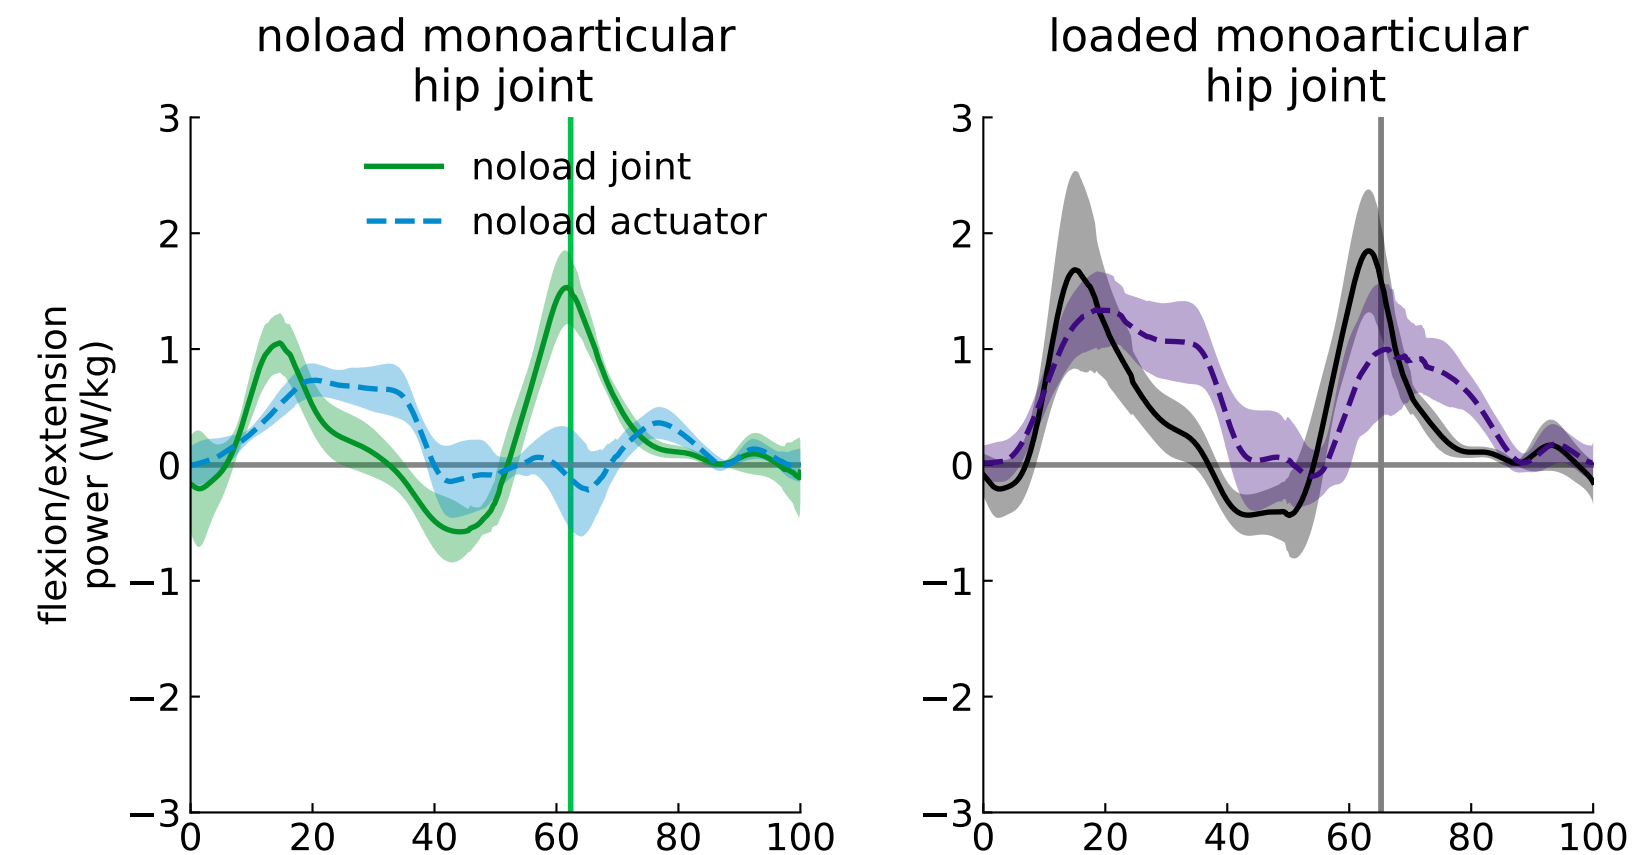 noload monoarticular
hip joint
flexion/extension
power (W/kg)
3
2
1
0
−1
−2
−3
0 20 40 60 80 100
noload joint
noload actuator
loaded monoarticular
hip joint
3
2
1
0
−1
−2
−3
0 20 40 60 80 100